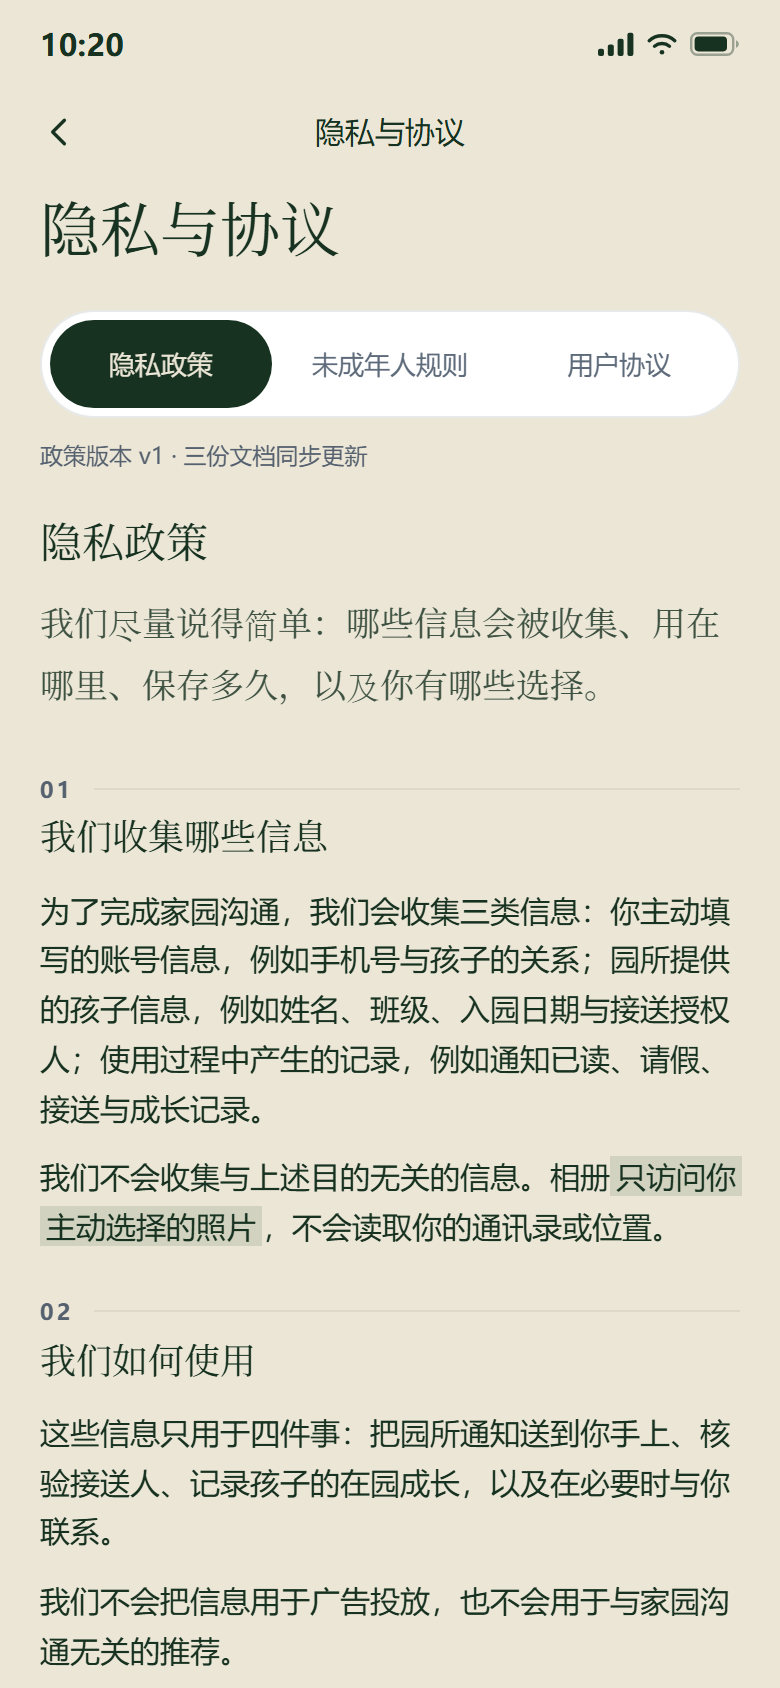 10:20
隐私与协议
隐私与协议
隐私政策 未成年人规则 用户协议
政策版本 v1 · 三份文档同步更新
隐私政策
我们尽量说得简单：哪些信息会被收集、用在
哪里、保存多久，以及你有哪些选择。
01
我们收集哪些信息
为了完成家园沟通，我们会收集三类信息：你主动填
写的账号信息，例如手机号与孩子的关系；园所提供
的孩子信息，例如姓名、班级、入园日期与接送授权
人；使用过程中产生的记录，例如通知已读、请假、
接送与成长记录。
我们不会收集与上述目的无关的信息。相册只访问你
主动选择的照片，不会读取你的通讯录或位置。
02
我们如何使用
这些信息只用于四件事：把园所通知送到你手上、核
验接送人、记录孩子的在园成长，以及在必要时与你
联系。
我们不会把信息用于广告投放，也不会用于与家园沟
通无关的推荐。